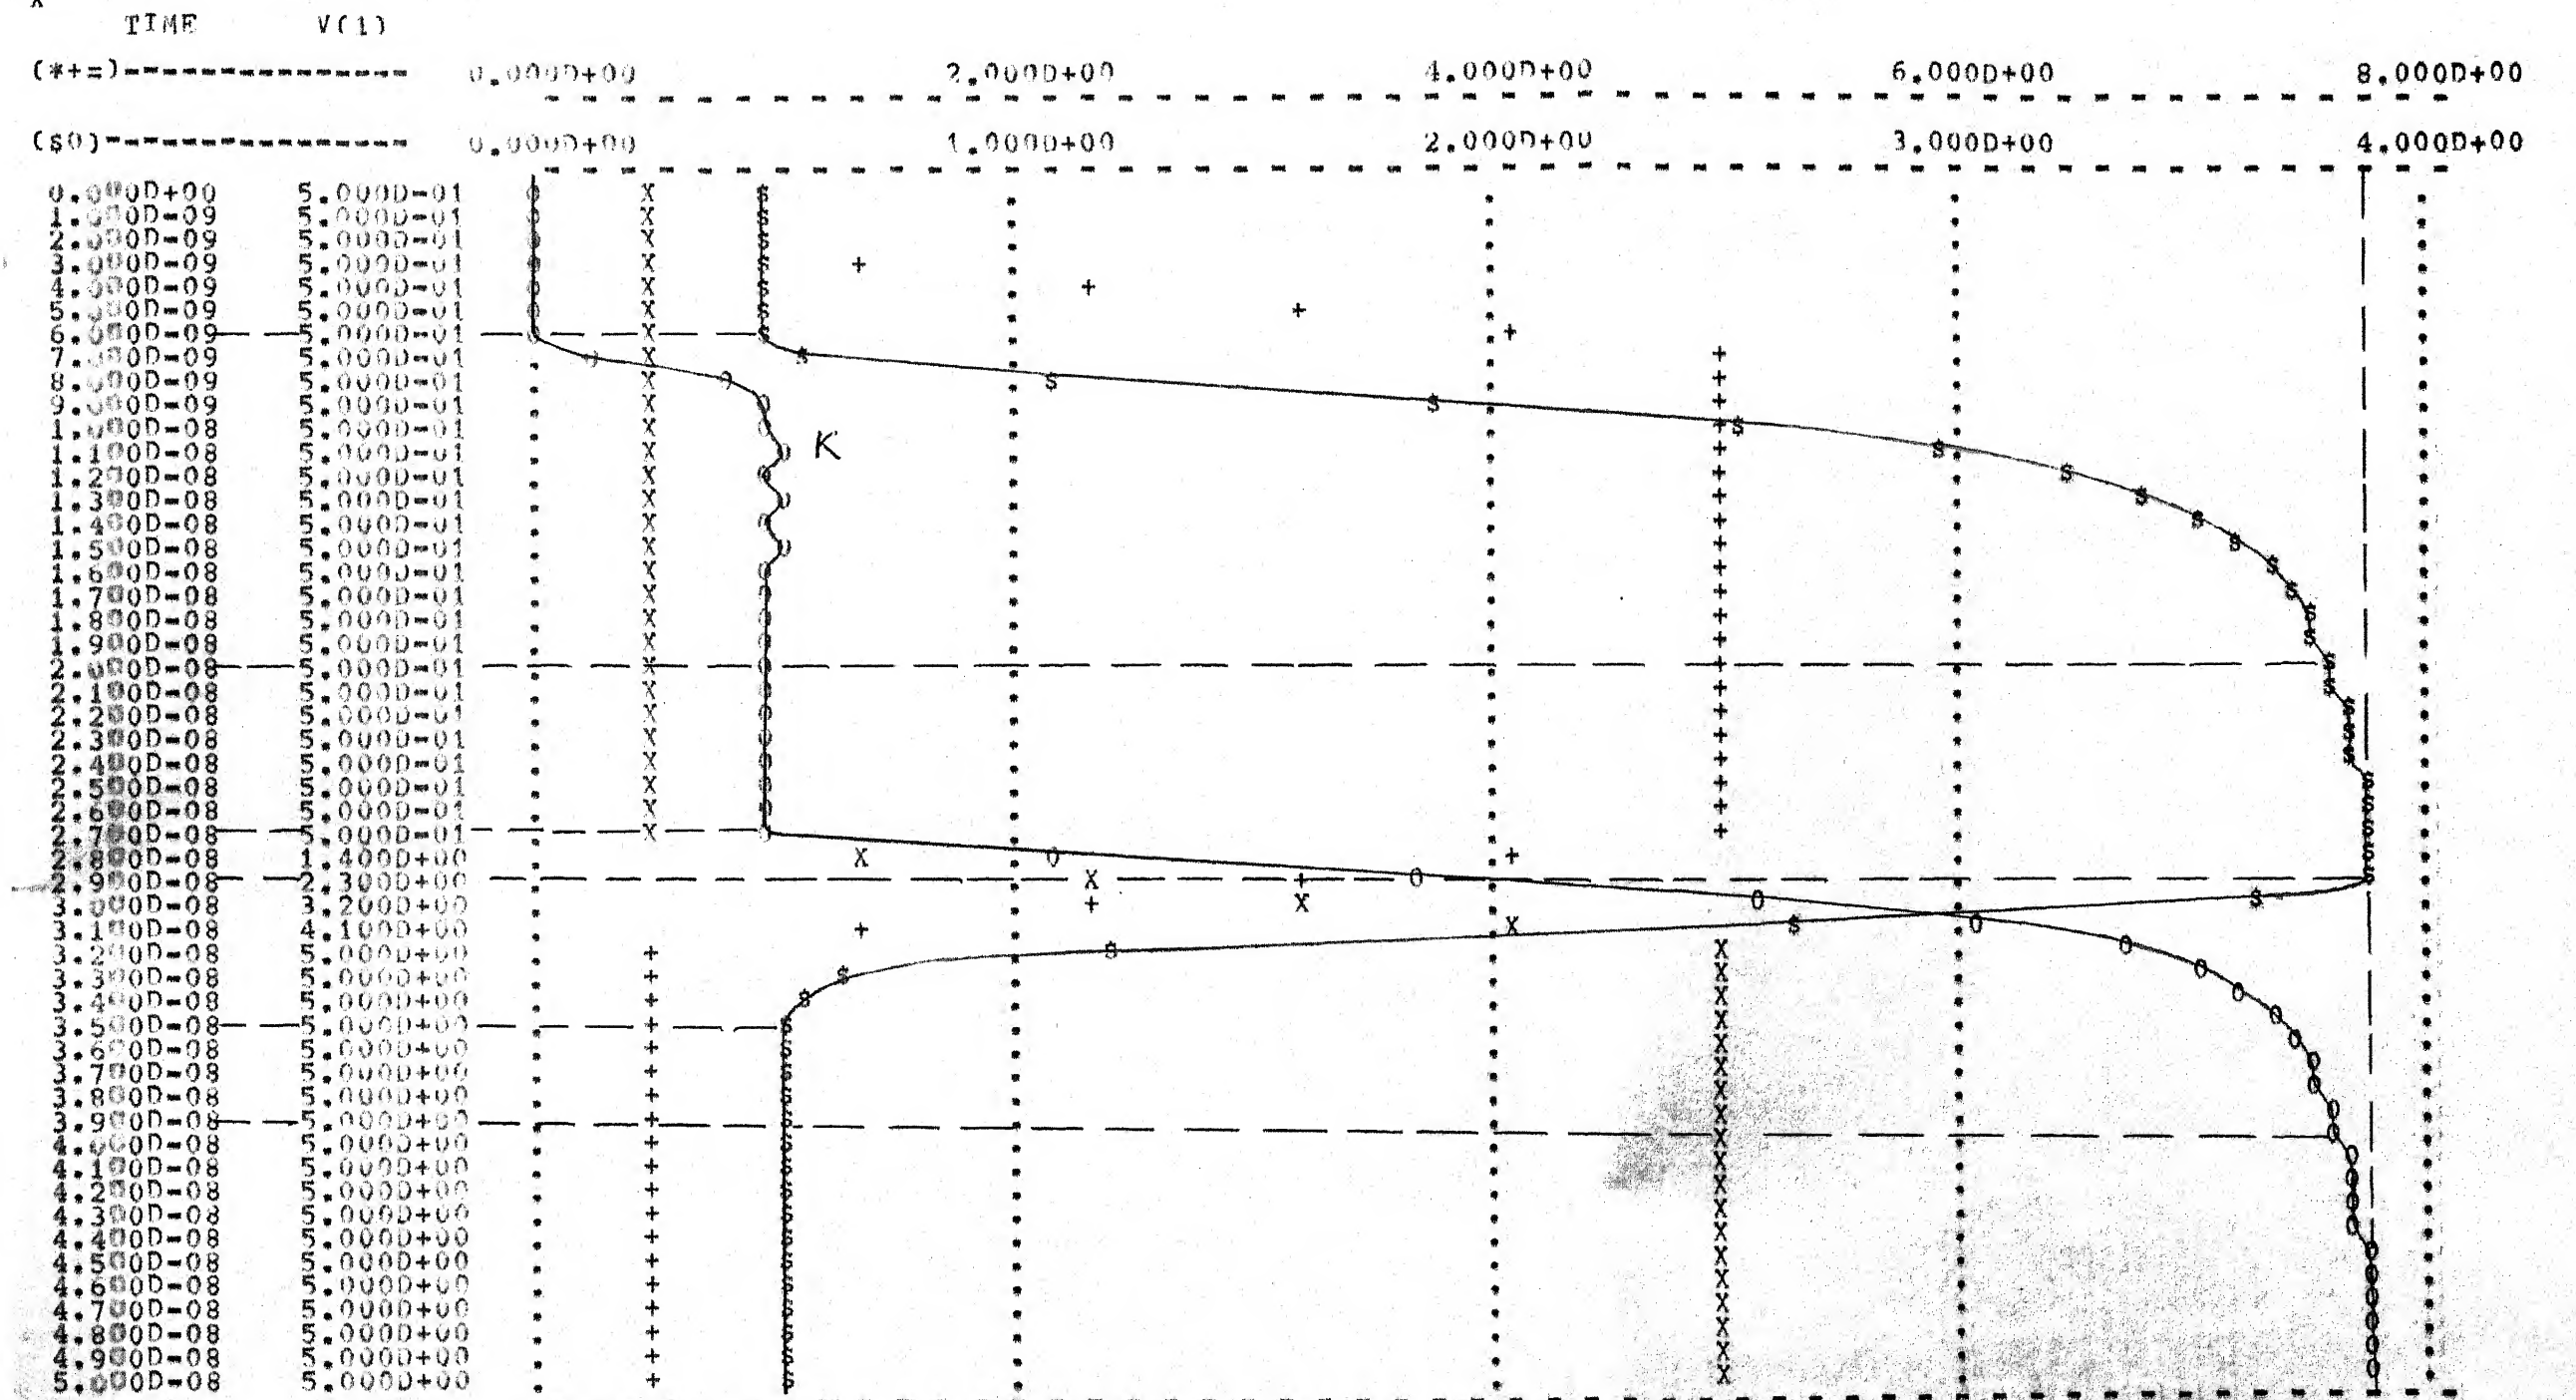 X
TIME V(1)
(*+=)---------------- 0.000D+00 2.000D+00 4.000D+00 6.000D+00 8.000D+00
($0)----------------- 0.000D+00 1.000D+00 2.000D+00 3.000D+00 4.000D+00
0.000D+00 5.000D-01
1.000D-09 5.000D-01
2.000D-09 5.000D-01
3.000D-09 5.000D-01
4.000D-09 5.000D-01
5.000D-09 5.000D-01
6.000D-09 5.000D-01
7.000D-09 5.000D-01
8.000D-09 5.000D-01
9.000D-09 5.000D-01
1.000D-08 5.000D-01
1.100D-08 5.000D-01 K
1.200D-08 5.000D-01
1.300D-08 5.000D-01
1.400D-08 5.000D-01
1.500D-08 5.000D-01
1.600D-08 5.000D-01
1.700D-08 5.000D-01
1.800D-08 5.000D-01
1.900D-08 5.000D-01
2.000D-08 5.000D-01
2.100D-08 5.000D-01
2.200D-08 5.000D-01
2.300D-08 5.000D-01
2.400D-08 5.000D-01
2.500D-08 5.000D-01
2.600D-08 5.000D-01
2.700D-08 5.000D-01
2.800D-08 1.400D+00
2.900D-08 2.300D+00
3.000D-08 3.200D+00
3.100D-08 4.100D+00
3.200D-08 5.000D+00
3.300D-08 5.000D+00
3.400D-08 5.000D+00
3.500D-08 5.000D+00
3.600D-08 5.000D+00
3.700D-08 5.000D+00
3.800D-08 5.000D+00
3.900D-08 5.000D+00
4.000D-08 5.000D+00
4.100D-08 5.000D+00
4.200D-08 5.000D+00
4.300D-08 5.000D+00
4.400D-08 5.000D+00
4.500D-08 5.000D+00
4.600D-08 5.000D+00
4.700D-08 5.000D+00
4.800D-08 5.000D+00
4.900D-08 5.000D+00
5.000D-08 5.000D+00